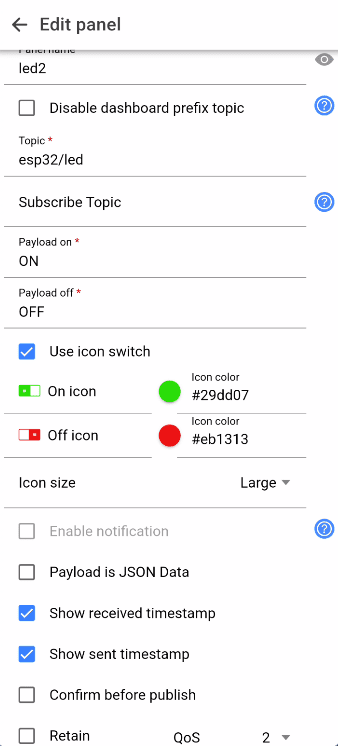 Edit panel
Panel name
led2
Disable dashboard prefix topic
Topic *
esp32/led
Subscribe Topic
Payload on *
ON
Payload off *
OFF
Use icon switch
On icon
Icon color
#29dd07
Off icon
Icon color
#eb1313
Icon size
Large
Enable notification
Payload is JSON Data
Show received timestamp
Show sent timestamp
Confirm before publish
Retain
QoS
2